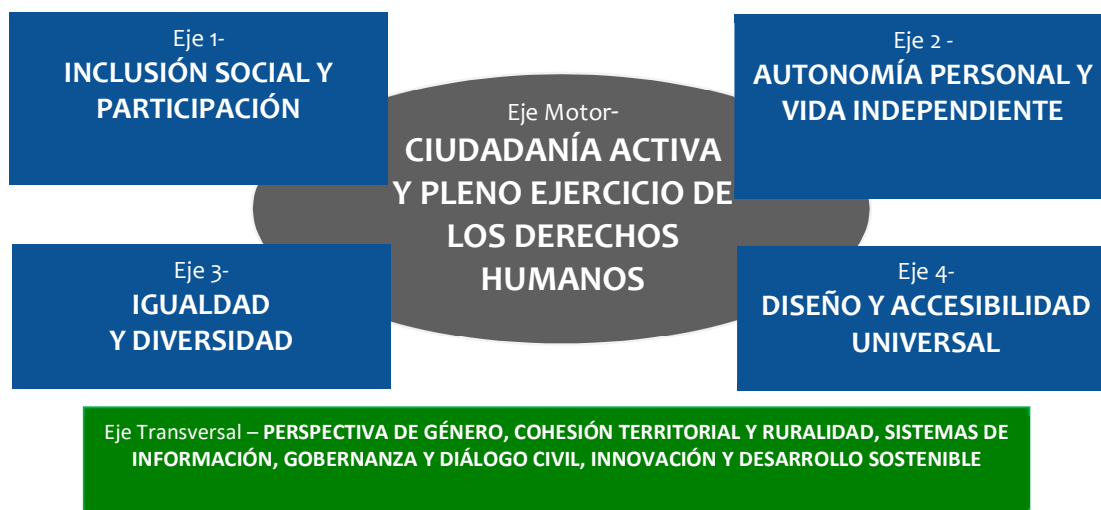 Eje 1-
INCLUSIÓN SOCIAL Y
PARTICIPACIÓN
Eje 2 -
AUTONOMÍA PERSONAL Y
VIDA INDEPENDIENTE
Eje Motor-
CIUDADANÍA ACTIVA
Y PLENO EJERCICIO DE
LOS DERECHOS
HUMANOS
Eje 3-
IGUALDAD
Y DIVERSIDAD
Eje 4-
DISEÑO Y ACCESIBILIDAD
UNIVERSAL
Eje Transversal – PERSPECTIVA DE GÉNERO, COHESIÓN TERRITORIAL Y RURALIDAD, SISTEMAS DE
INFORMACIÓN, GOBERNANZA Y DIÁLOGO CIVIL, INNOVACIÓN Y DESARROLLO SOSTENIBLE